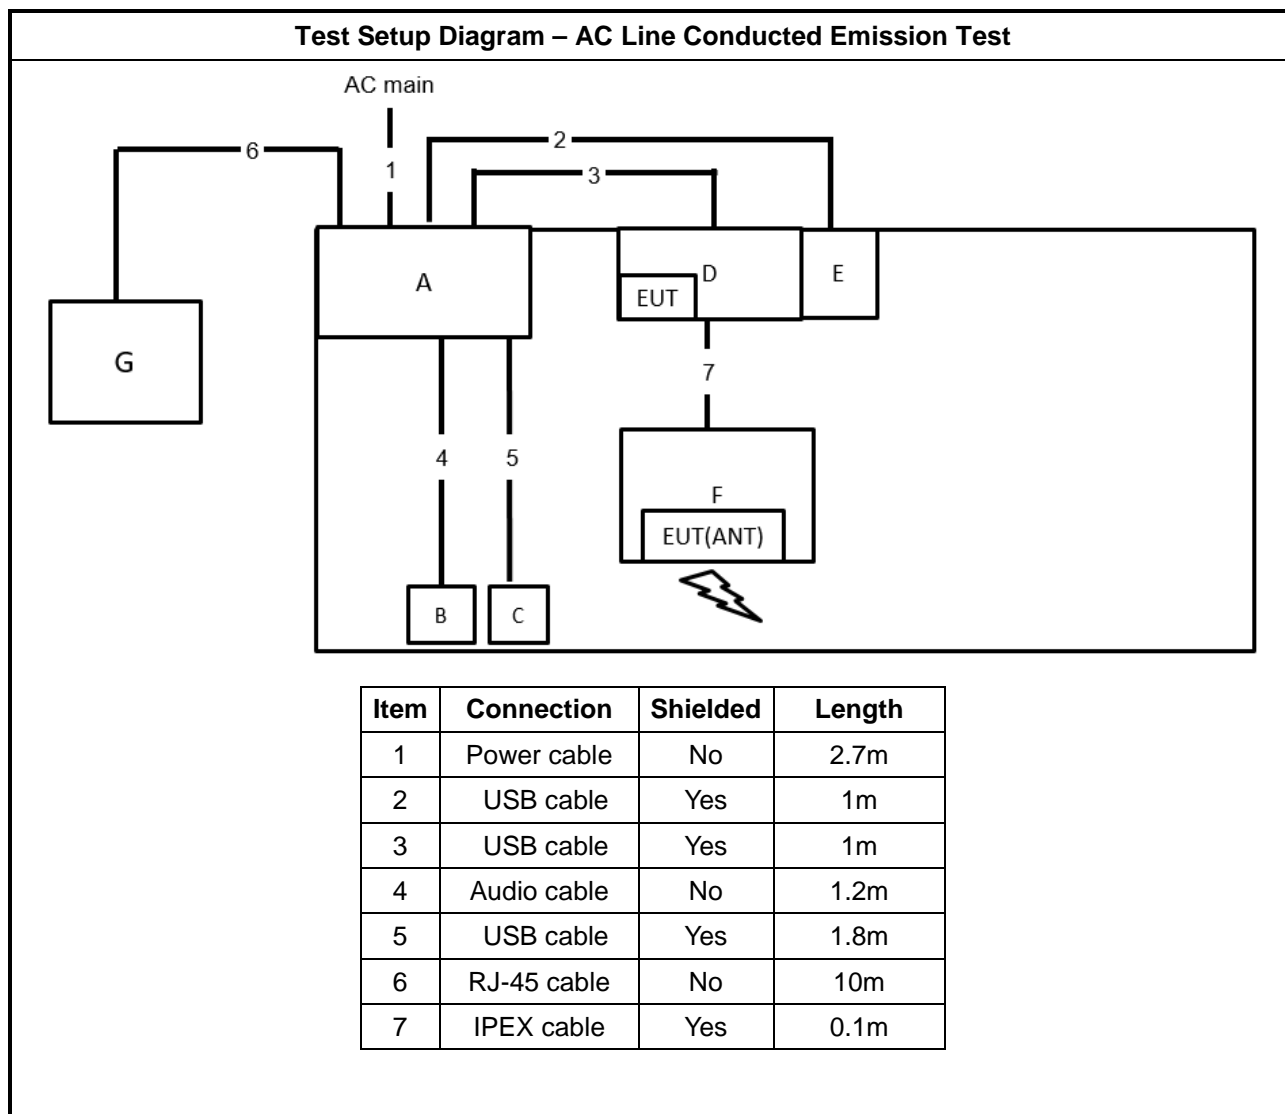 Test Setup Diagram – AC Line Conducted Emission Test
AC main
6
1
2
3
A
D
E
EUT
G
7
4
5
F
EUT(ANT)
B
C
Item Connection Shielded Length
1 Power cable No 2.7m
2 USB cable Yes 1m
3 USB cable Yes 1m
4 Audio cable No 1.2m
5 USB cable Yes 1.8m
6 RJ-45 cable No 10m
7 IPEX cable Yes 0.1m